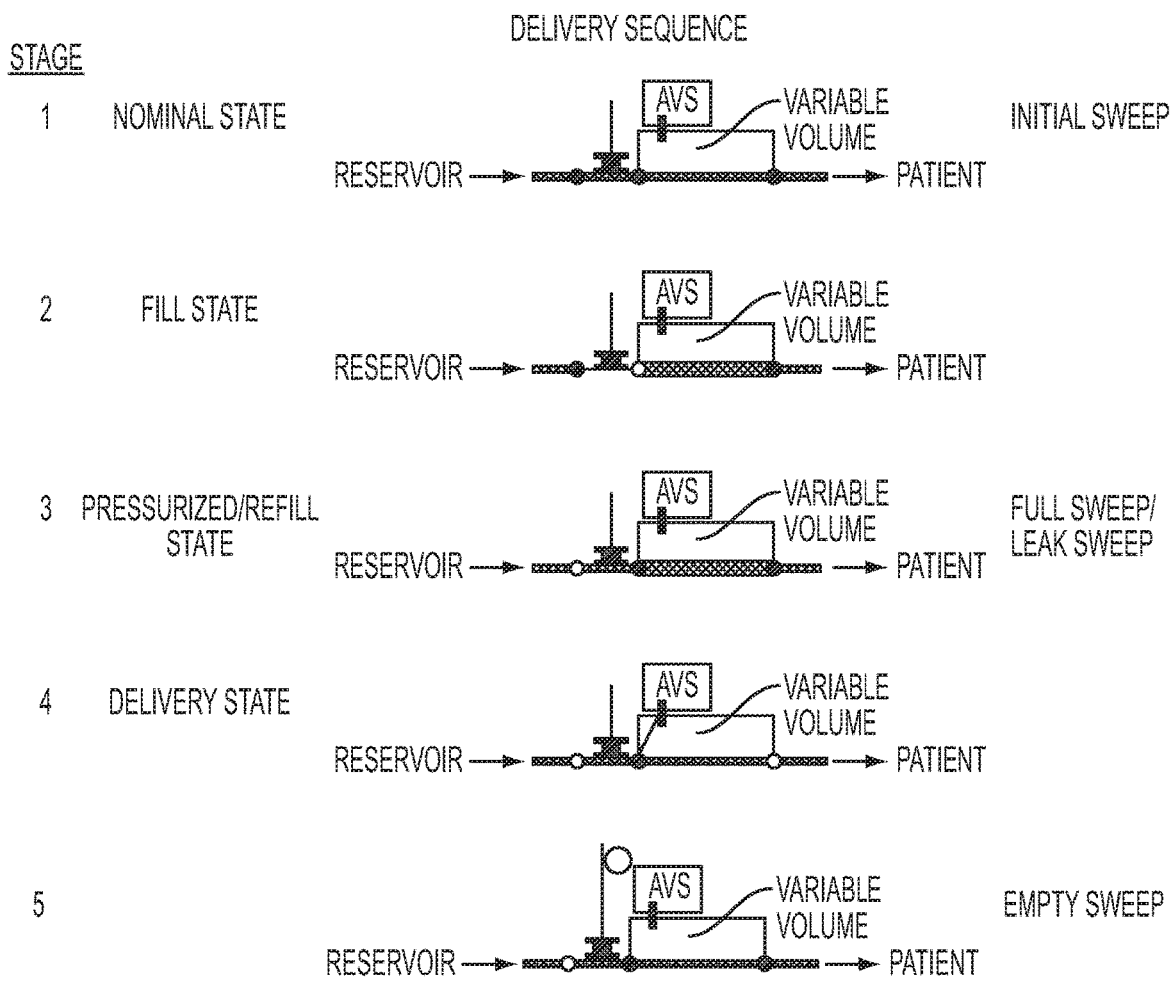 DELIVERY SEQUENCE
STAGE
1 NOMINAL STATE
AVS
VARIABLE
VOLUME
INITIAL SWEEP
RESERVOIR
PATIENT
2 FILL STATE
AVS
VARIABLE
VOLUME
RESERVOIR
PATIENT
3 PRESSURIZED/REFILL
STATE
AVS
VARIABLE
VOLUME
FULL SWEEP/
LEAK SWEEP
RESERVOIR
PATIENT
4 DELIVERY STATE
AVS
VARIABLE
VOLUME
RESERVOIR
PATIENT
5
AVS
VARIABLE
VOLUME
EMPTY SWEEP
RESERVOIR
PATIENT